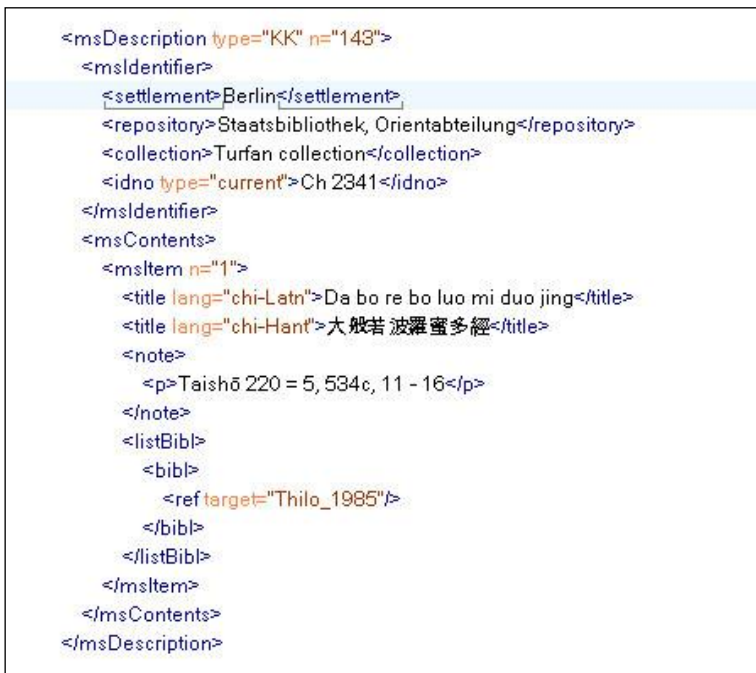 <msDescription type="KK" n="143">
<msIdentifier>
<settlement>Berlin</settlement>
<repository>Staatsbibliothek, Orientabteilung</repository>
<collection>Turfan collection</collection>
<idno type="current">Ch 2341</idno>
</msIdentifier>
<msContents>
<msItem n="1">
<title lang="chi-Latn">Da bo re bo luo mi duo jing</title>
<title lang="chi-Hant">大般若波羅蜜多經</title>
<note>
<p>Taishō 220 = 5, 534c, 11 - 16</p>
</note>
<listBibl>
<bibl>
<ref target="Thilo_1985"/>
</bibl>
</listBibl>
</msItem>
</msContents>
</msDescription>